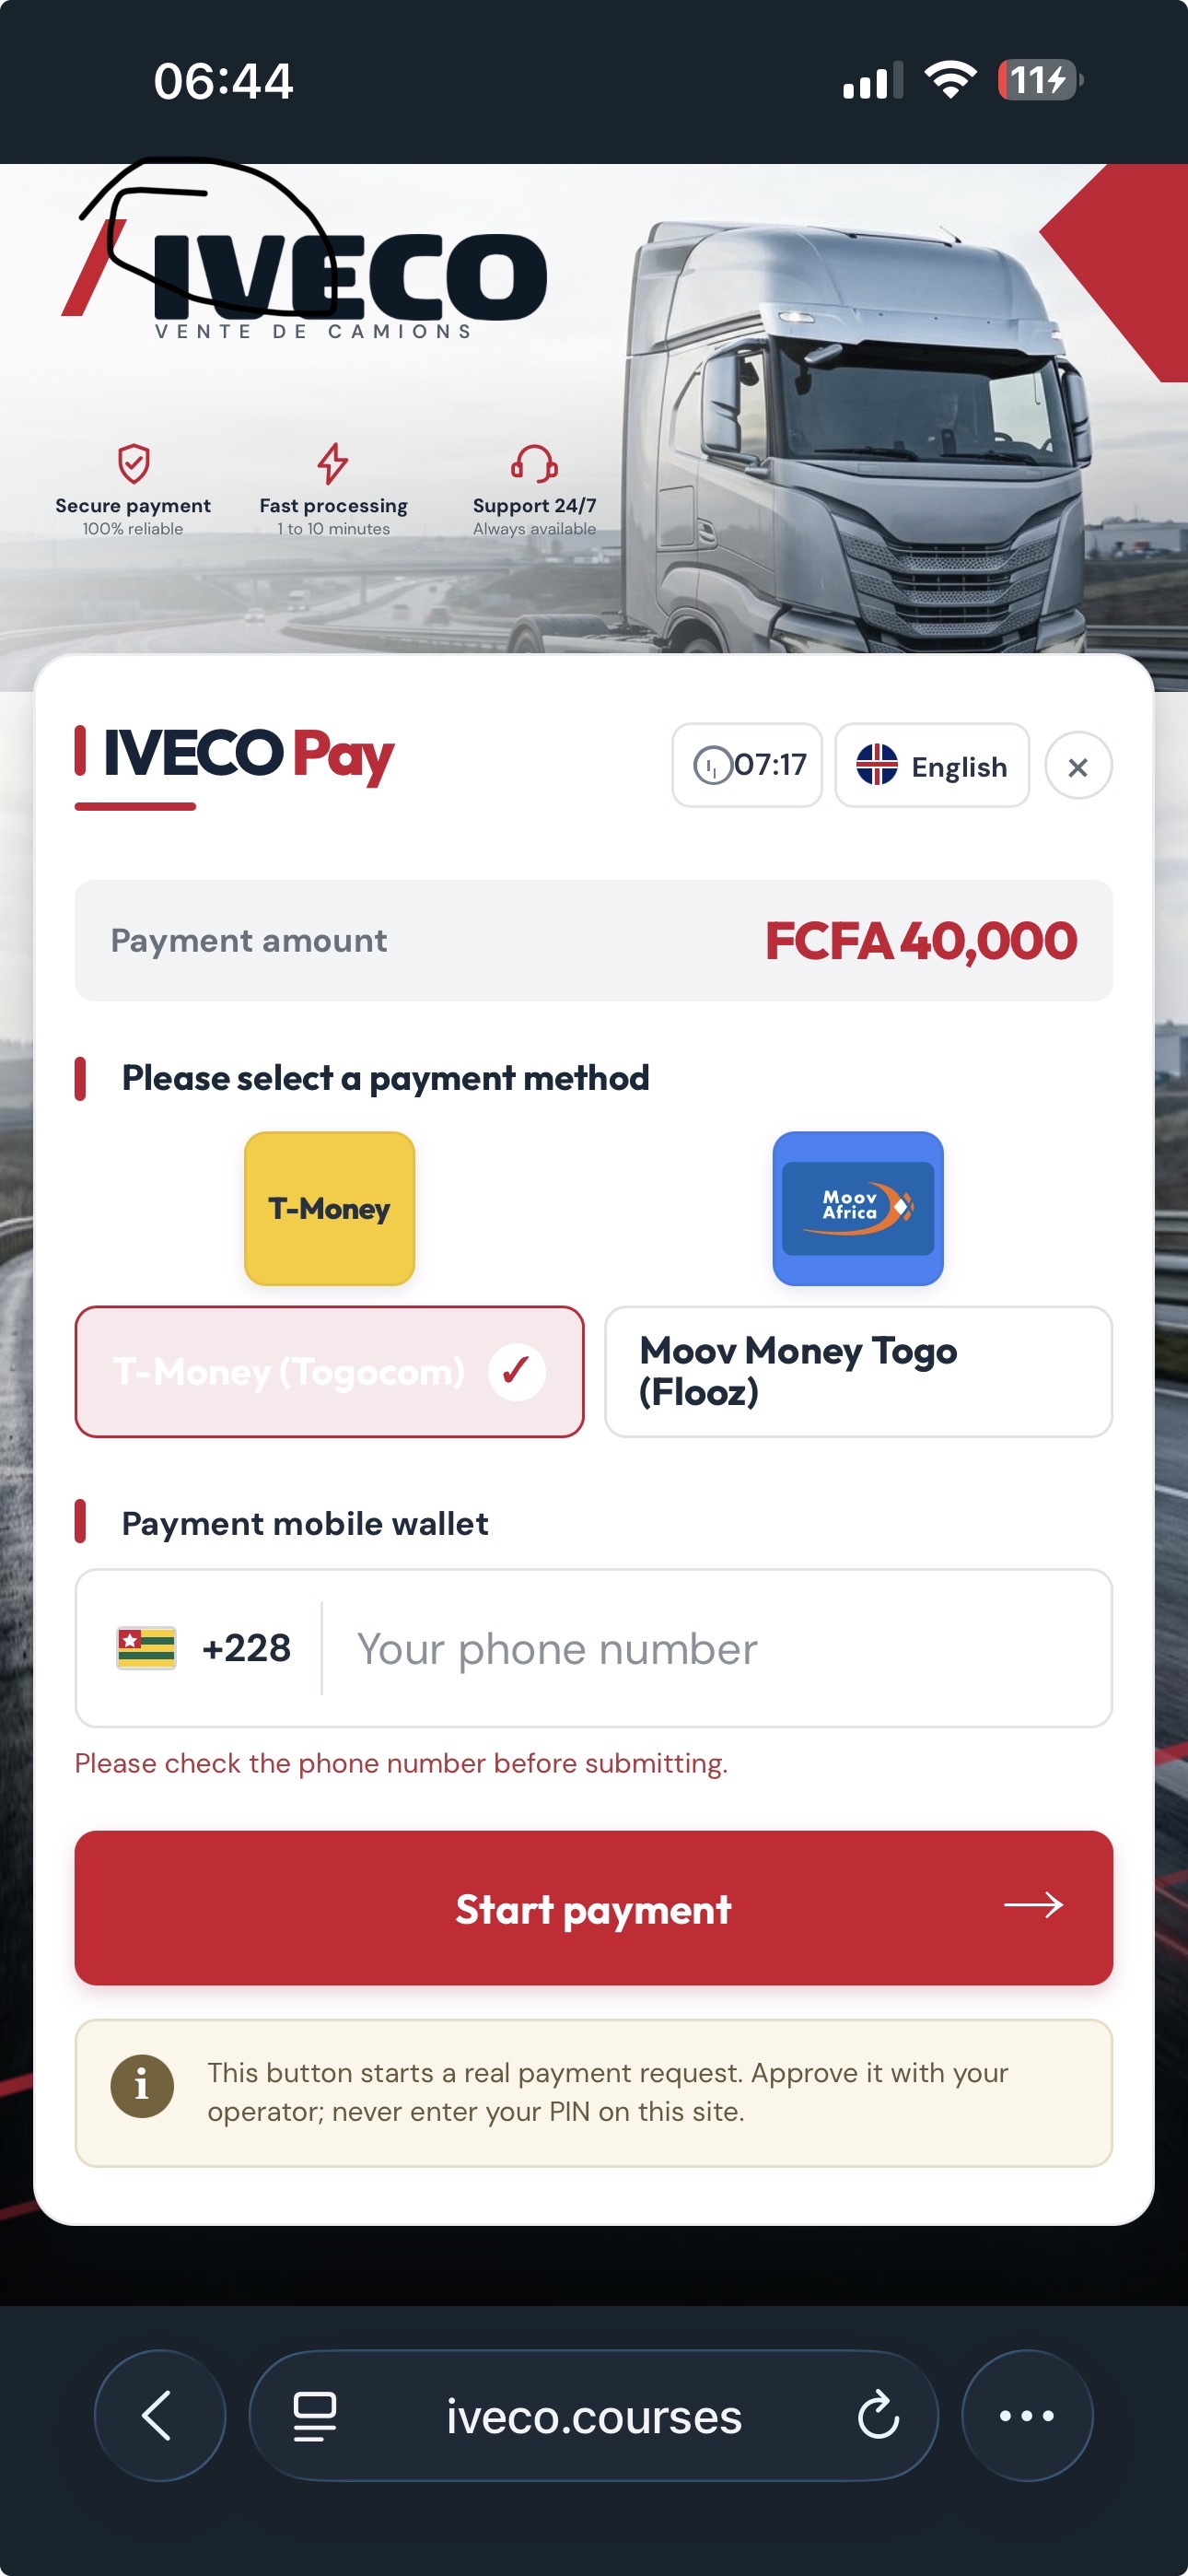 06:44
11
IVECO
VENTE DE CAMIONS
Secure payment
100% reliable
Fast processing
1 to 10 minutes
Support 24/7
Always available
IVECO Pay
07:17
English
×
Payment amount
FCFA 40,000
Please select a payment method
T-Money
Moov
Africa
T-Money (Togocom) ✓
Moov Money Togo
(Flooz)
Payment mobile wallet
+228
Your phone number
Please check the phone number before submitting.
Start payment →
i
This button starts a real payment request. Approve it with your
operator; never enter your PIN on this site.
iveco.courses